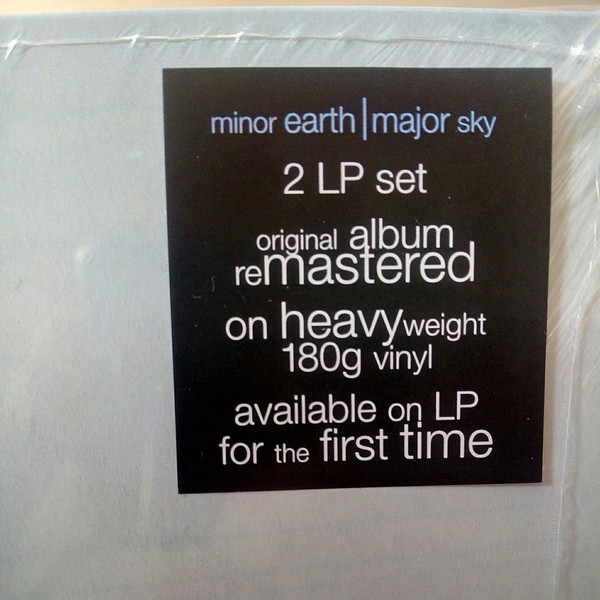 minor earth|major sky
2 LP set
original album
remastered
on heavyweight
180g vinyl
available on LP
for the first time